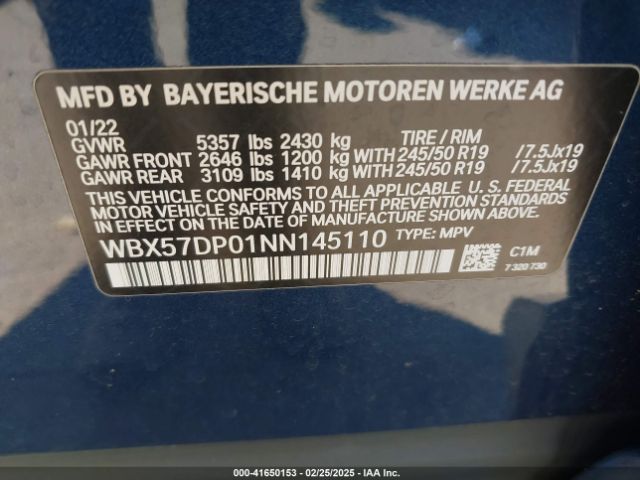 MFD BY BAYERISCHE MOTOREN WERKE AG
01/22
GVWR 5357 lbs 2430 kg TIRE / RIM
GAWR FRONT 2646 lbs 1200 kg WITH 245/50 R19 /7.5Jx19
GAWR REAR 3109 lbs 1410 kg WITH 245/50 R19 /7.5Jx19
THIS VEHICLE CONFORMS TO ALL APPLICABLE U. S. FEDERAL
MOTOR VEHICLE SAFETY AND THEFT PREVENTION STANDARDS
IN EFFECT ON THE DATE OF MANUFACTURE SHOWN ABOVE.
WBX57DP01NN145110 TYPE: MPV
C1M
7 320 730
000-41650153 - 02/25/2025 - IAA Inc.